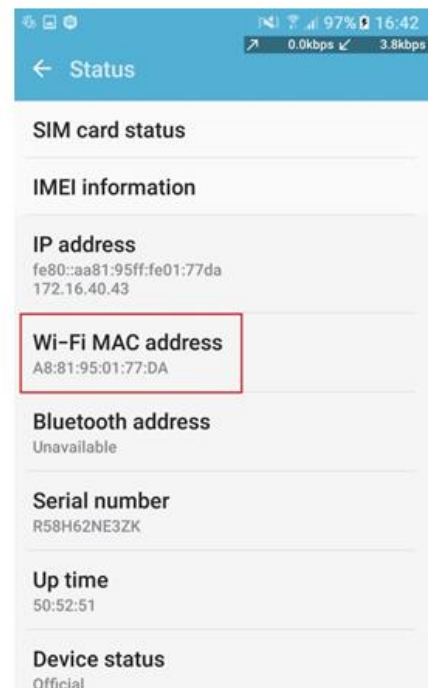 97% 16:42
0.0kbps 3.8kbps
Status
SIM card status
IMEI information
IP address
fe80::aa81:95ff:fe01:77da
172.16.40.43
Wi-Fi MAC address
A8:81:95:01:77:DA
Bluetooth address
Unavailable
Serial number
R58H62NE3ZK
Up time
50:52:51
Device status
Official